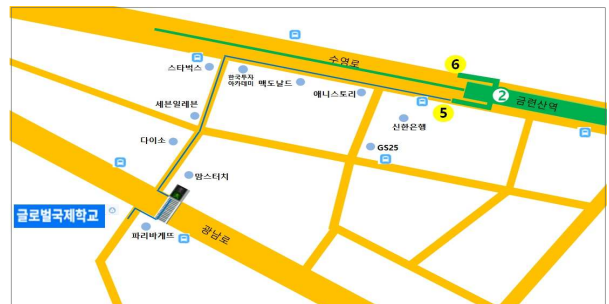 수영로
6
스타벅스
한국투자
아카데미
맥도날드
애니스토리
2
금련산역
5
세븐일레븐
신한은행
다이소
GS25
맘스터치
글로벌국제학교
파리바게뜨
광남로